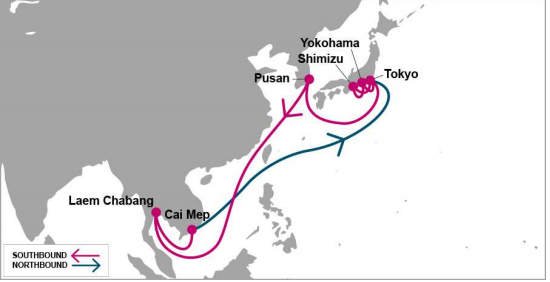 Yokohama
Shimizu
Tokyo
Pusan
Laem Chabang
Cai Mep
SOUTHBOUND
NORTHBOUND